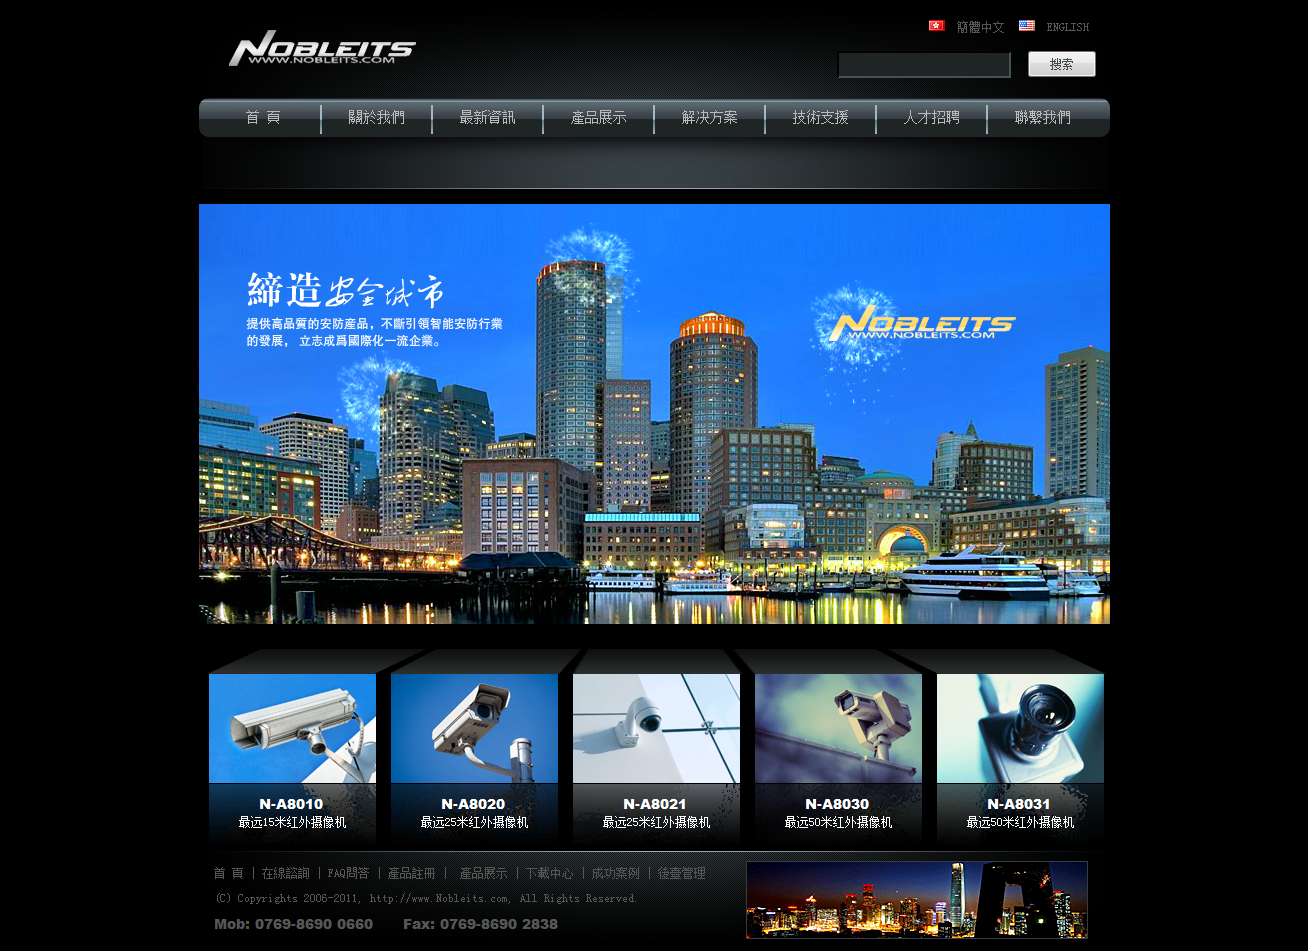 簡體中文 ENGLISH
NOBLEITS
WWW.NOBLEITS.COM
搜索
首 頁 關於我們 最新資訊 產品展示 解決方案 技術支援 人才招聘 聯繫我們
締造安全城市
提供高品質的安防產品，不斷引領智能安防行業
的發展， 立志成爲國際化一流企業。
NOBLEITS
WWW.NOBLEITS.COM
N-A8010 N-A8020 N-A8021 N-A8030 N-A8031
最远15米红外摄像机 最远25米红外摄像机 最远25米红外摄像机 最远50米红外摄像机 最远50米红外摄像机
首 頁 | 在線諮詢 | FAQ問答 | 產品註冊 | 產品展示 | 下載中心 | 成功案例 | 後臺管理
(C) Copyrights 2006-2011, http://www.Nobleits.com, All Rights Reserved.
Mob: 0769-8690 0660 Fax: 0769-8690 2838